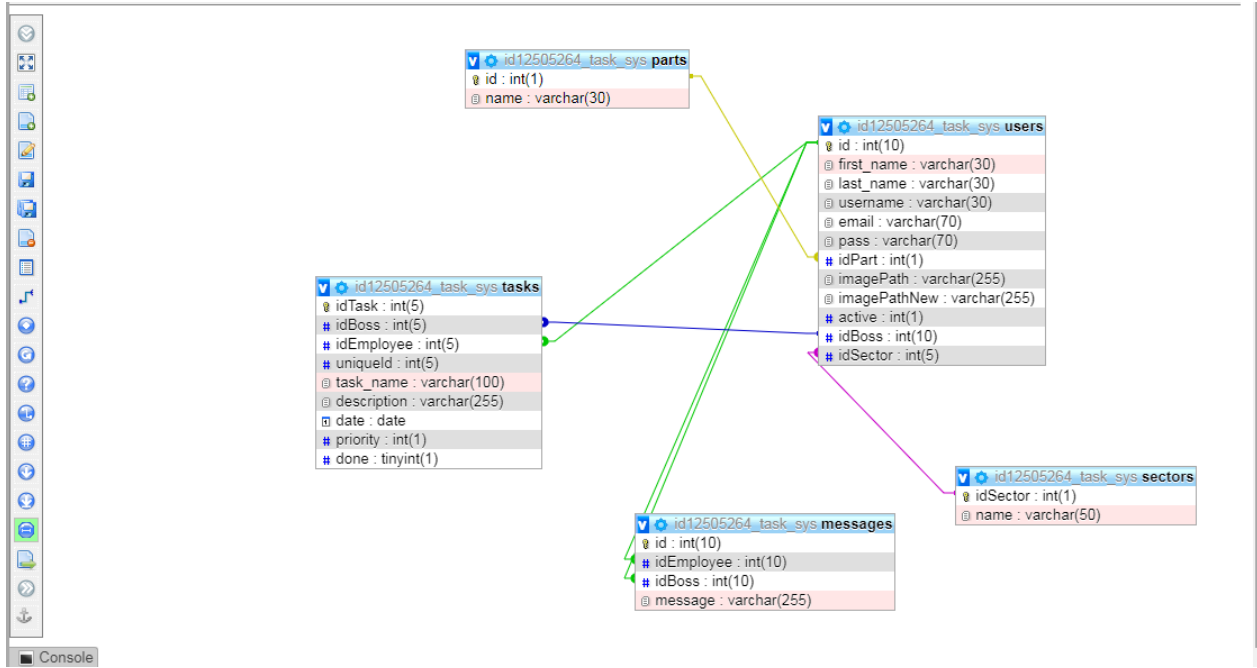 id12505264_task_sys parts
id : int(1)
name : varchar(30)
id12505264_task_sys users
id : int(10)
first_name : varchar(30)
last_name : varchar(30)
username : varchar(30)
email : varchar(70)
pass : varchar(70)
idPart : int(1)
imagePath : varchar(255)
imagePathNew : varchar(255)
active : int(1)
idBoss : int(10)
idSector : int(5)
id12505264_task_sys tasks
idTask : int(5)
idBoss : int(5)
idEmployee : int(5)
uniqueId : int(5)
task_name : varchar(100)
description : varchar(255)
date : date
priority : int(1)
done : tinyint(1)
id12505264_task_sys sectors
idSector : int(1)
name : varchar(50)
id12505264_task_sys messages
id : int(10)
idEmployee : int(10)
idBoss : int(10)
message : varchar(255)
Console